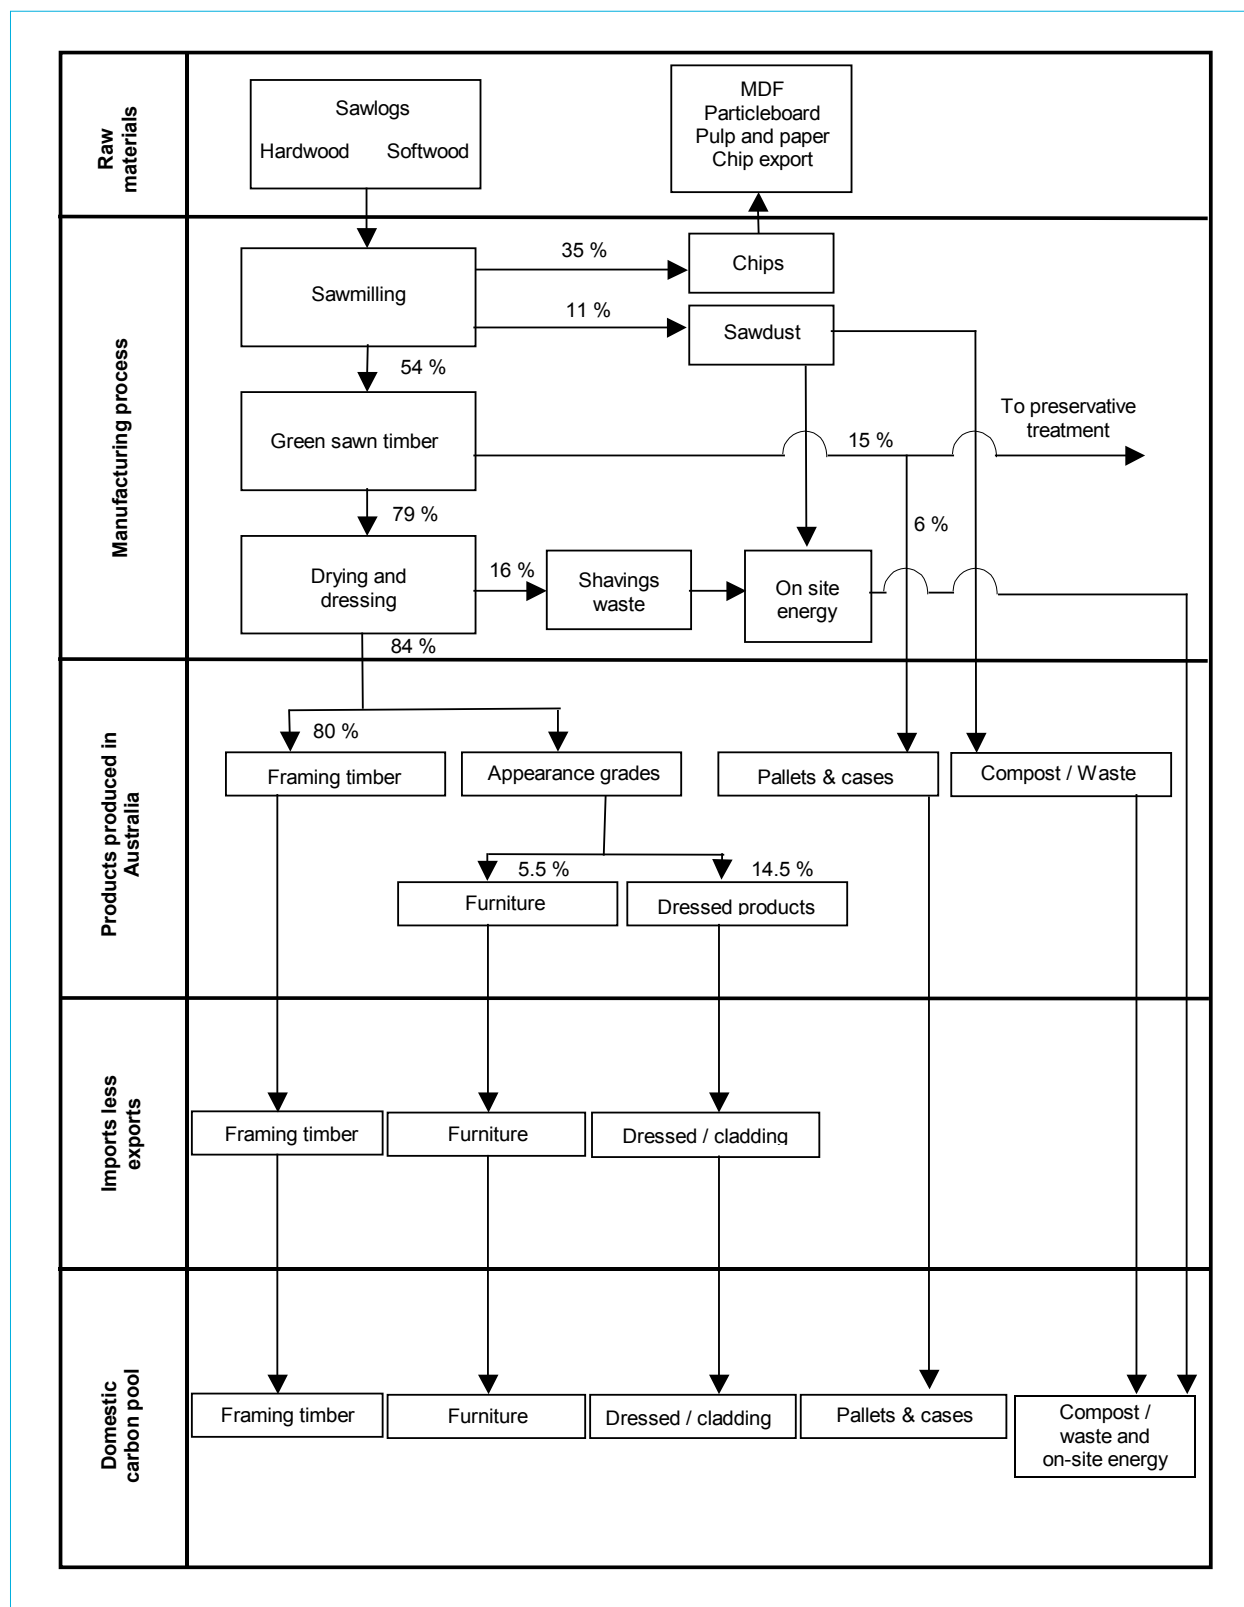 Raw
materials
Sawlogs
Hardwood Softwood
MDF
Particleboard
Pulp and paper
Chip export
Manufacturing process
Sawmilling
35 %
Chips
11 %
Sawdust
54 %
Green sawn timber
15 %
To preservative
treatment
79 %
6 %
Drying and
dressing
16 %
Shavings
waste
On site
energy
84 %
Products produced in
Australia
80 %
Framing timber
Appearance grades
Pallets & cases
Compost / Waste
5.5 %
14.5 %
Furniture
Dressed products
Imports less
exports
Framing timber
Furniture
Dressed / cladding
Domestic
carbon pool
Framing timber
Furniture
Dressed / cladding
Pallets & cases
Compost /
waste and
on-site energy